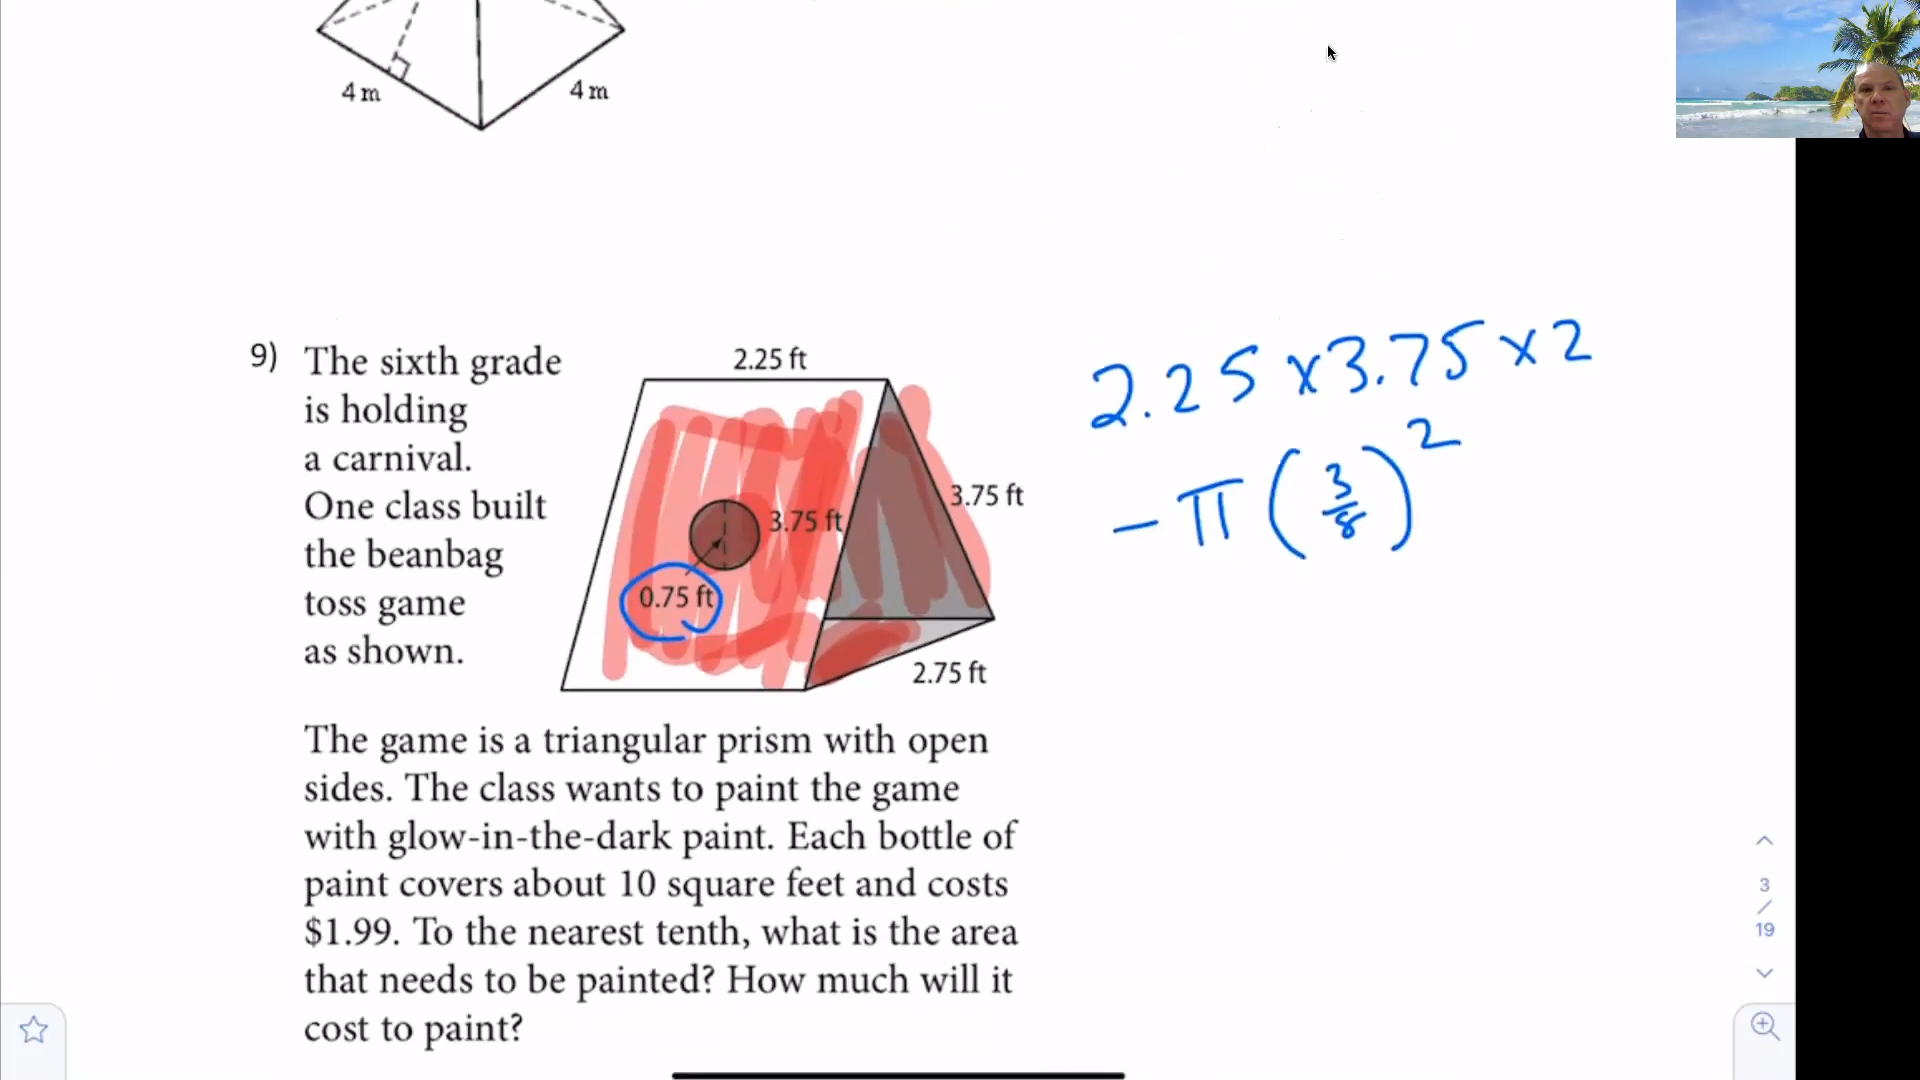 4 m
4 m
9)
The sixth grade
is holding
a carnival.
One class built
the beanbag
toss game
as shown.
2.25 ft
3.75 ft
3.75 ft
0.75 ft
2.75 ft
2.25 x 3.75 x 2
- π (3/8)²
The game is a triangular prism with open
sides. The class wants to paint the game
with glow-in-the-dark paint. Each bottle of
paint covers about 10 square feet and costs
$1.99. To the nearest tenth, what is the area
that needs to be painted? How much will it
cost to paint?
3
/
19